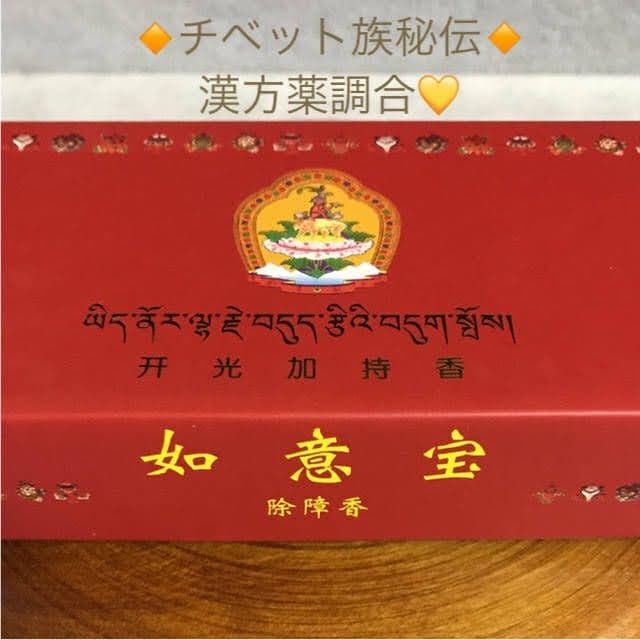 🔸チベット族秘伝🔸
漢方薬調合💛
ཡིད་ནོར་ལྷ་རྫེ་བདུད་རྩིའི་བདུག་སྤོས།
开光加持香
如意宝
除障香